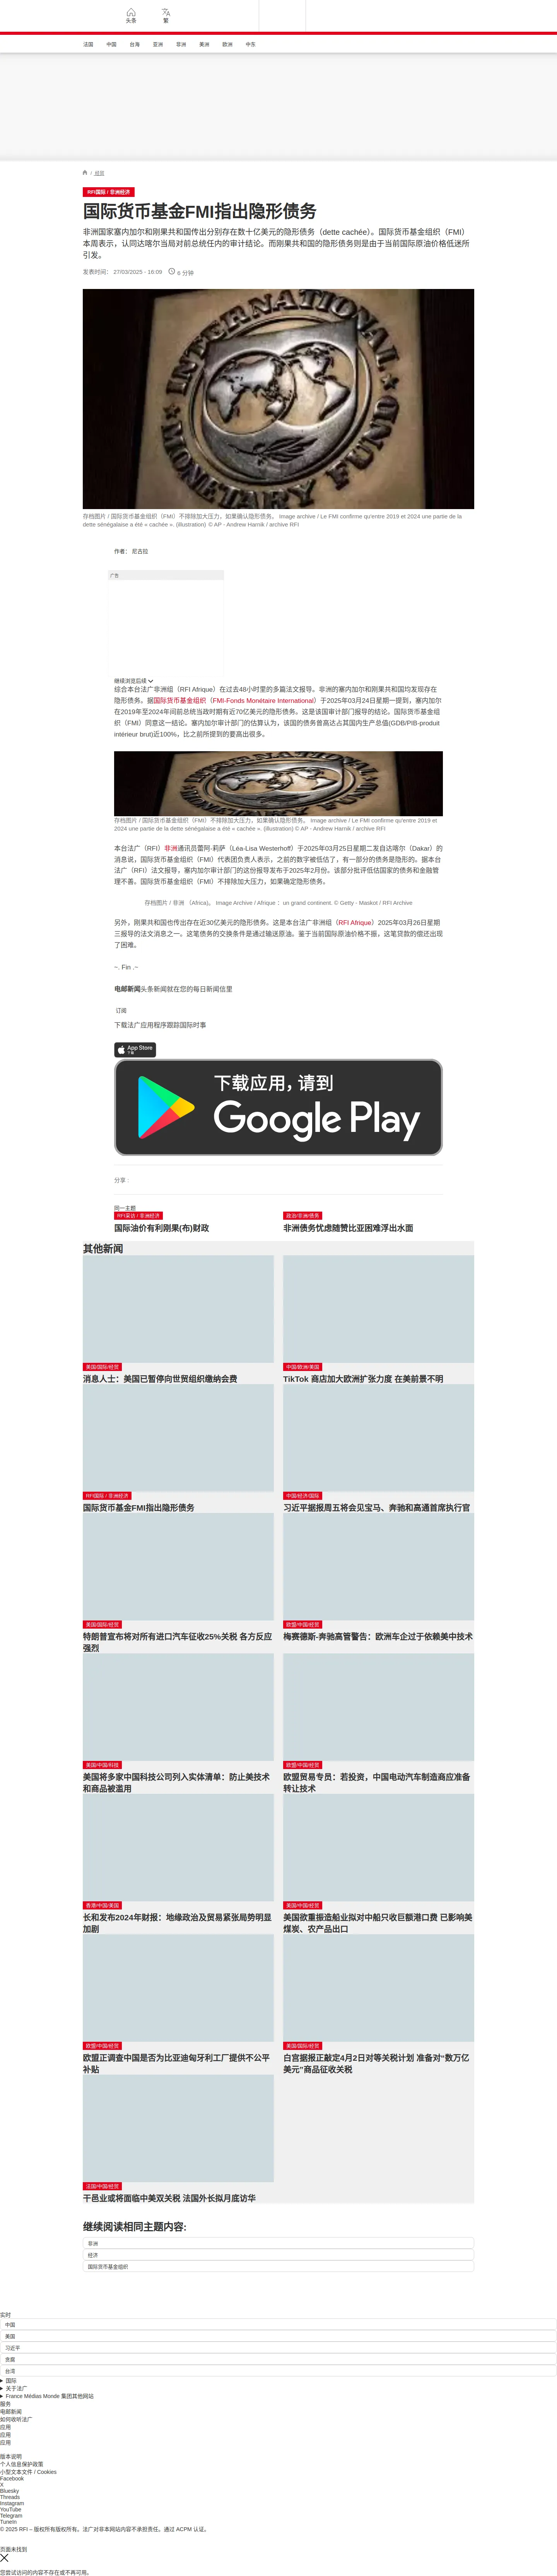 头条
繁
法国 中国 台海 亚洲 非洲 美洲 欧洲 中东
/ 经贸
RFI国际 / 非洲经济
国际货币基金FMI指出隐形债务
非洲国家塞内加尔和刚果共和国传出分别存在数十亿美元的隐形债务（dette cachée）。国际货币基金组织（FMI）
本周表示，认同达喀尔当局对前总统任内的审计结论。而刚果共和国的隐形债务则是由于当前国际原油价格低迷所
引发。
发表时间： 27/03/2025 - 16:09 6 分钟
存档图片 / 国际货币基金组织（FMI）不排除加大压力，如果确认隐形债务。 Image archive / Le FMI confirme qu'entre 2019 et 2024 une partie de la
dette sénégalaise a été « cachée ». (illustration) © AP - Andrew Harnik / archive RFI
作者： 尼古拉
广告
继续浏览后续
综合本台法广非洲组（RFI Afrique）在过去48小时里的多篇法文报导。非洲的塞内加尔和刚果共和国均发现存在
隐形债务。据国际货币基金组织（FMI-Fonds Monétaire International）于2025年03月24日星期一提到，塞内加尔
在2019年至2024年间前总统当政时期有近70亿美元的隐形债务。这是该国审计部门报导的结论。国际货币基金组
织（FMI）同意这一结论。塞内加尔审计部门的估算认为，该国的债务曾高达占其国内生产总值(GDB/PIB-produit
intérieur brut)近100%，比之前所提到的要高出很多。
存档图片 / 国际货币基金组织（FMI）不排除加大压力，如果确认隐形债务。 Image archive / Le FMI confirme qu'entre 2019 et
2024 une partie de la dette sénégalaise a été « cachée ». (illustration) © AP - Andrew Harnik / archive RFI
本台法广（RFI）非洲通讯员蕾阿-莉萨（Léa-Lisa Westerhoff）于2025年03月25日星期二发自达喀尔（Dakar）的
消息说，国际货币基金组织（FMI）代表团负责人表示，之前的数字被低估了，有一部分的债务是隐形的。据本台
法广（RFI）法文报导，塞内加尔审计部门的这份报导发布于2025年2月份。该部分批评低估国家的债务和金融管
理不善。国际货币基金组织（FMI）不排除加大压力，如果确定隐形债务。
存档图片 / 非洲 （Africa)。 Image Archive / Afrique ： un grand continent. © Getty - Maskot / RFI Archive
另外，刚果共和国也传出存在近30亿美元的隐形债务。这是本台法广非洲组（RFI Afrique）2025年03月26日星期
三报导的法文消息之一。这笔债务的交换条件是通过输送原油。鉴于当前国际原油价格不振，这笔贷款的偿还出现
了困难。
~. Fin .~
电邮新闻头条新闻就在您的每日新闻信里
订阅
下载法广应用程序跟踪国际时事
App Store
下载
下载应用，请到
Google Play
分享 :
同一主题
RFI采访 / 非洲经济
国际油价有利刚果(布)财政
政治/非洲/债务
非洲债务忧虑随赞比亚困难浮出水面
其他新闻
美国/国际/经贸
消息人士：美国已暂停向世贸组织缴纳会费
中国/欧洲/美国
TikTok 商店加大欧洲扩张力度 在美前景不明
RFI国际 / 非洲经济
国际货币基金FMI指出隐形债务
中国/经济/国际
习近平据报周五将会见宝马、奔驰和高通首席执行官
美国/国际/经贸
特朗普宣布将对所有进口汽车征收25%关税 各方反应
强烈
欧盟/中国/经贸
梅赛德斯-奔驰高管警告：欧洲车企过于依赖美中技术
美国/中国/科技
美国将多家中国科技公司列入实体清单：防止美技术
和商品被滥用
欧盟/中国/经贸
欧盟贸易专员：若投资，中国电动汽车制造商应准备
转让技术
香港/中国/美国
长和发布2024年财报：地缘政治及贸易紧张局势明显
加剧
美国/中国/经贸
美国欲重振造船业拟对中船只收巨额港口费 已影响美
煤炭、农产品出口
欧盟/中国/经贸
欧盟正调查中国是否为比亚迪匈牙利工厂提供不公平
补贴
美国/国际/经贸
白宫据报正敲定4月2日对等关税计划 准备对“数万亿
美元”商品征收关税
法国/中国/经贸
干邑业或将面临中美双关税 法国外长拟月底访华
继续阅读相同主题内容:
非洲
经济
国际货币基金组织
实时
中国
美国
习近平
贪腐
台湾
国际
关于法广
France Médias Monde 集团其他网站
服务
电邮新闻
如何收听法广
应用
应用
应用
版本说明
个人信息保护政策
小型文本文件 / Cookies
Facebook
X
Bluesky
Threads
Instagram
YouTube
Telegram
TuneIn
© 2025 RFI – 版权所有版权所有。法广对非本网站内容不承担责任。通过 ACPM 认证。
页面未找到
您尝试访问的内容不存在或不再可用。